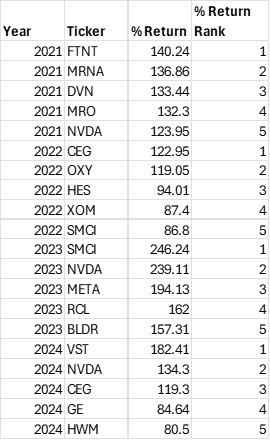 % Return
Year Ticker % Return Rank
2021 FTNT 140.24 1
2021 MRNA 136.86 2
2021 DVN 133.44 3
2021 MRO 132.3 4
2021 NVDA 123.95 5
2022 CEG 122.95 1
2022 OXY 119.05 2
2022 HES 94.01 3
2022 XOM 87.4 4
2022 SMCI 86.8 5
2023 SMCI 246.24 1
2023 NVDA 239.11 2
2023 META 194.13 3
2023 RCL 162 4
2023 BLDR 157.31 5
2024 VST 182.41 1
2024 NVDA 134.3 2
2024 CEG 119.3 3
2024 GE 84.64 4
2024 HWM 80.5 5